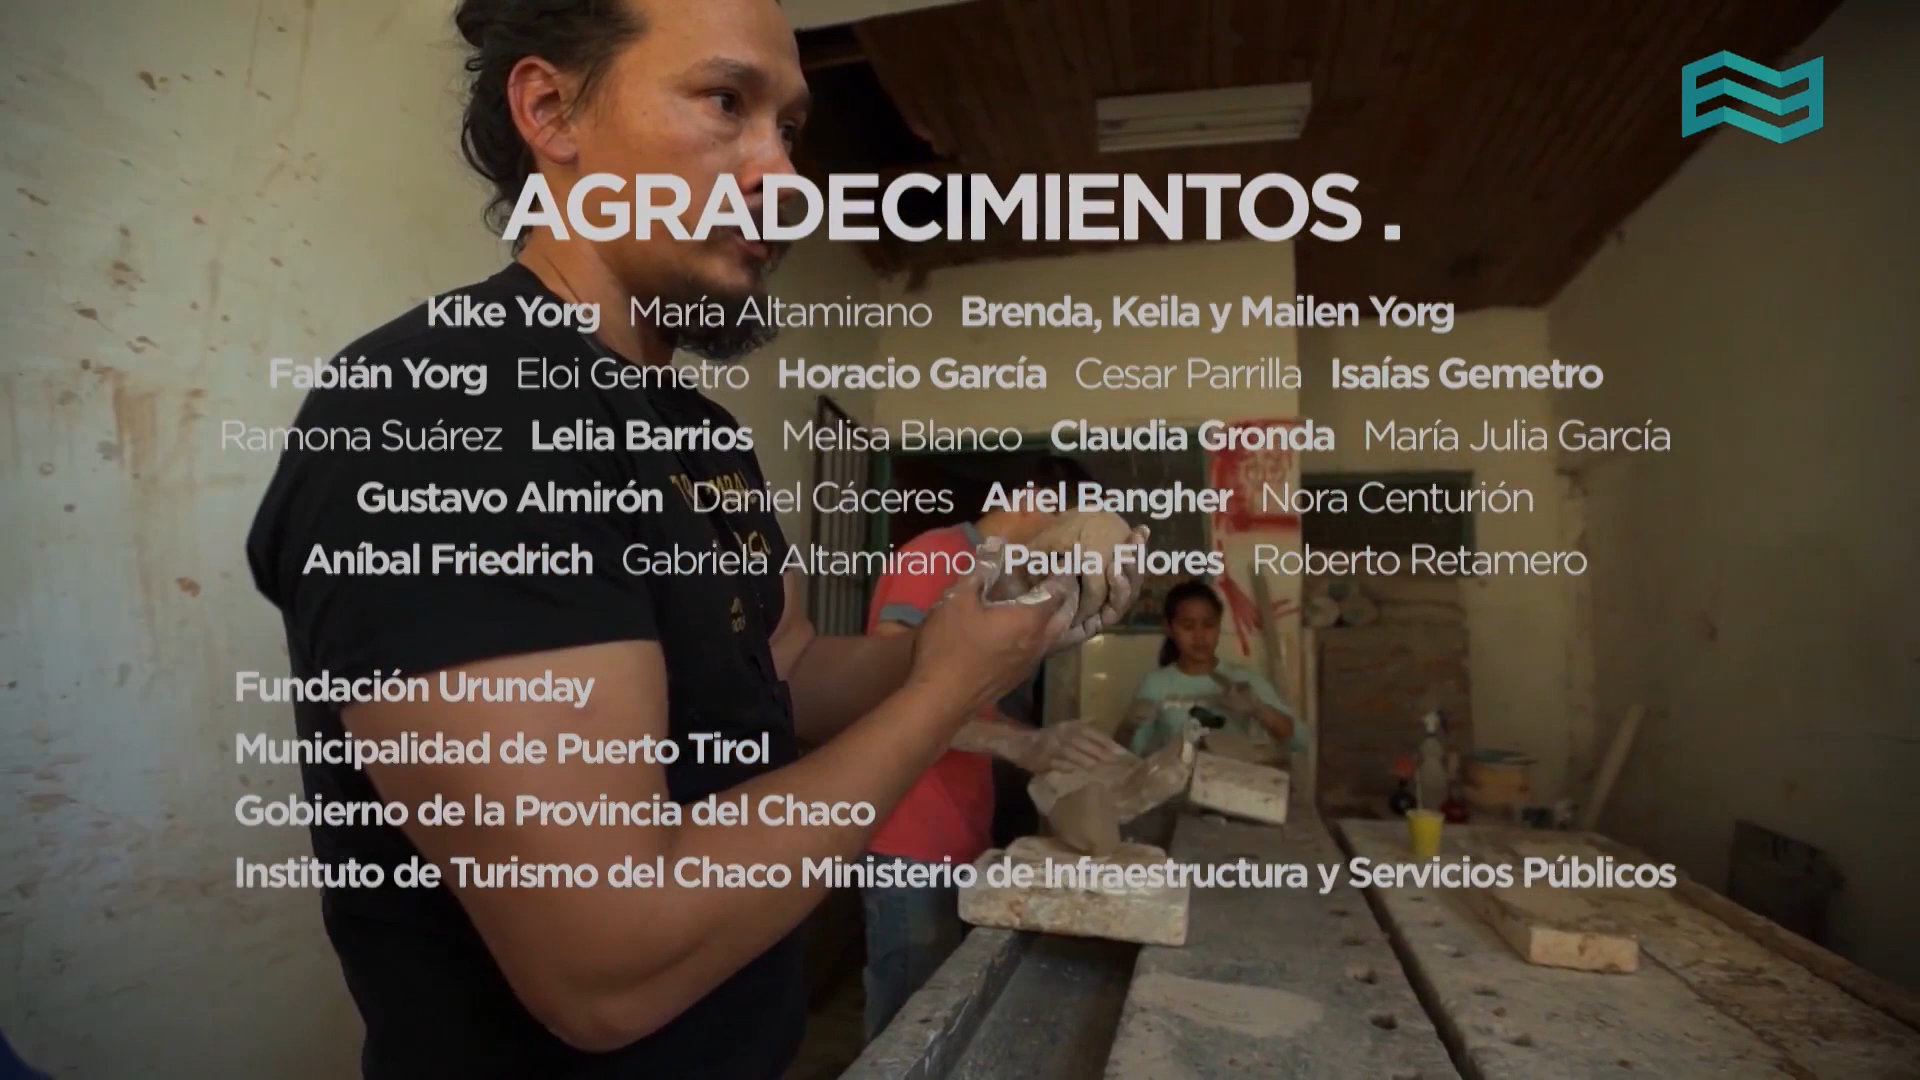 AGRADECIMIENTOS .
Kike Yorg María Altamirano Brenda, Keila y Mailen Yorg
Fabián Yorg Eloi Gemetro Horacio García Cesar Parrilla Isaías Gemetro
Ramona Suárez Lelia Barrios Melisa Blanco Claudia Gronda María Julia García
Gustavo Almirón Daniel Cáceres Ariel Bangher Nora Centurión
Aníbal Friedrich Gabriela Altamirano Paula Flores Roberto Retamero
Fundación Urunday
Municipalidad de Puerto Tirol
Gobierno de la Provincia del Chaco
Instituto de Turismo del Chaco Ministerio de Infraestructura y Servicios Públicos